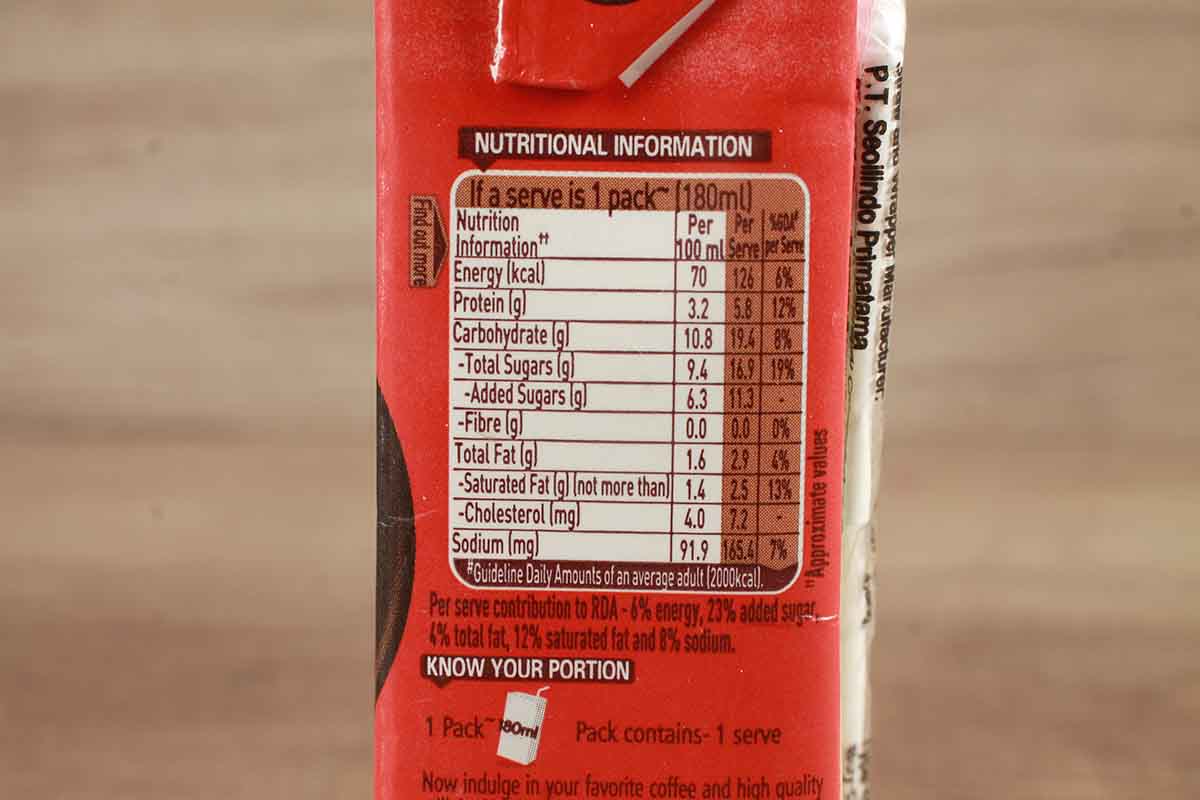 NUTRITIONAL INFORMATION
If a serve is 1 pack~ (180ml)
Nutrition Information†† Per 100 ml Per Serve %GDA# per Serve
Energy (kcal) 70 126 6%
Protein (g) 3.2 5.8 12%
Carbohydrate (g) 10.8 19.4 8%
-Total Sugars (g) 9.4 16.9 19%
-Added Sugars (g) 6.3 11.3 -
-Fibre (g) 0.0 0.0 0%
Total Fat (g) 1.6 2.9 4%
-Saturated Fat (g) (not more than) 1.4 2.5 13%
-Cholesterol (mg) 4.0 7.2 -
Sodium (mg) 91.9 165.4 7%
#Guideline Daily Amounts of an average adult (2000kcal).
††Approximate values
Find out more
Per serve contribution to RDA - 6% energy, 23% added sugar,
4% total fat, 12% saturated fat and 8% sodium.
KNOW YOUR PORTION
1 Pack~ 180ml Pack contains- 1 serve
Now indulge in your favorite coffee and high quality
Wrapper Manufacturer:
P.T. Seolilindo Primatama